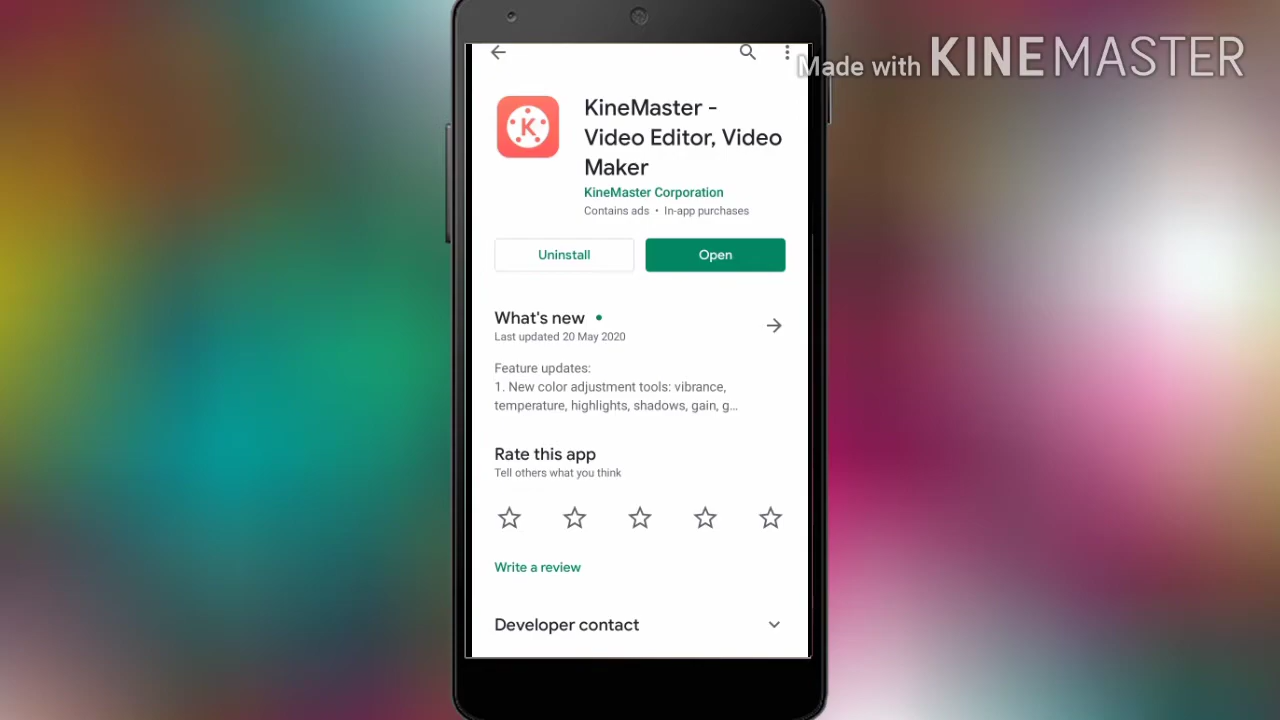 Made with KINEMASTER
KineMaster -
Video Editor, Video
Maker
KineMaster Corporation
Contains ads • In-app purchases
Uninstall
Open
What's new •
Last updated 20 May 2020
Feature updates:
1. New color adjustment tools: vibrance,
temperature, highlights, shadows, gain, g...
Rate this app
Tell others what you think
Write a review
Developer contact